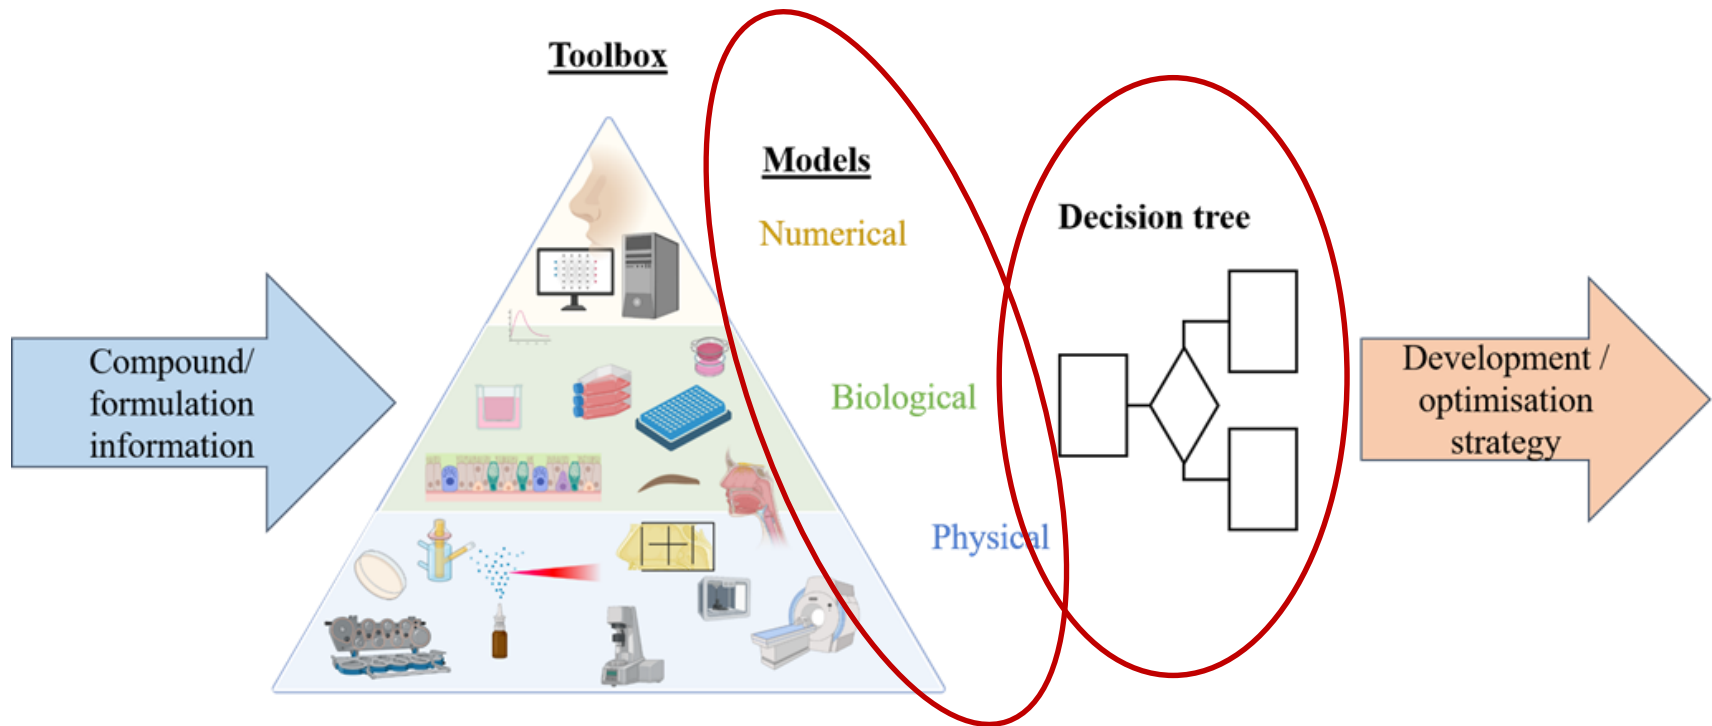 Toolbox
Models
Numerical
Biological
Physical
Decision tree
Compound/
formulation
information
Development /
optimisation
strategy